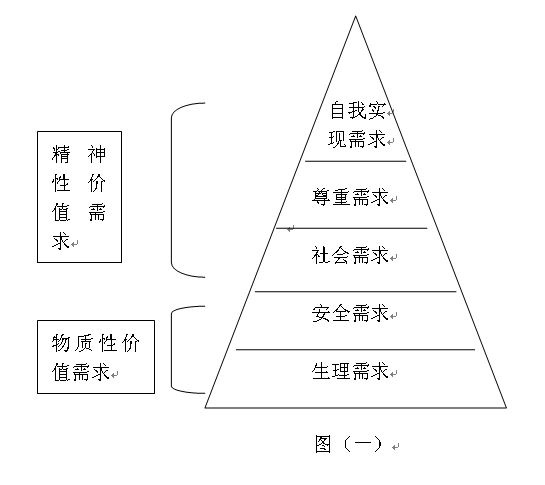 自我实
现需求
尊重需求
社会需求
安全需求
生理需求
精神
性价
值需
求
物质性价
值需求
图（一）